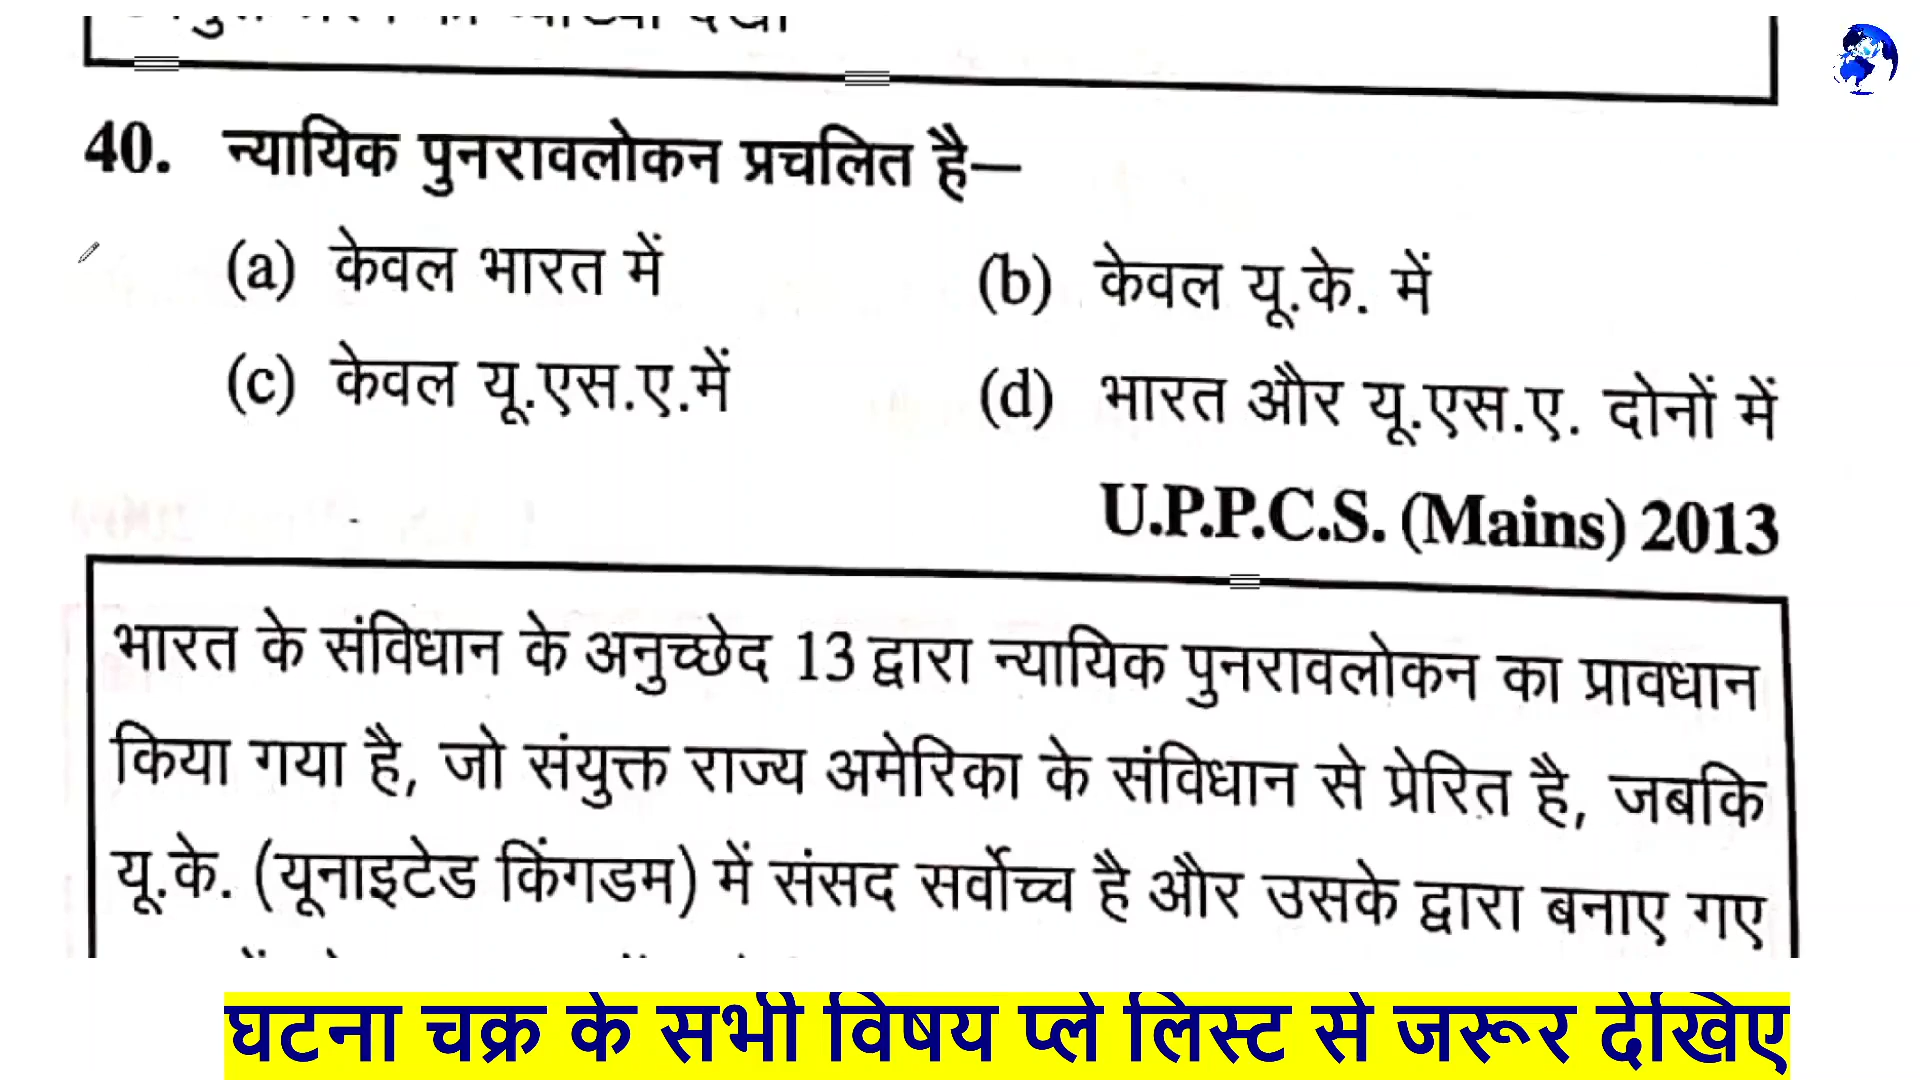 40. न्यायिक पुनरावलोकन प्रचलित है—
(a) केवल भारत में (b) केवल यू.के. में
(c) केवल यू.एस.ए.में (d) भारत और यू.एस.ए. दोनों में
U.P.P.C.S. (Mains) 2013
भारत के संविधान के अनुच्छेद 13 द्वारा न्यायिक पुनरावलोकन का प्रावधान
किया गया है, जो संयुक्त राज्य अमेरिका के संविधान से प्रेरित है, जबकि
यू.के. (यूनाइटेड किंगडम) में संसद सर्वोच्च है और उसके द्वारा बनाए गए
घटना चक्र के सभी विषय प्ले लिस्ट से जरूर देखिए